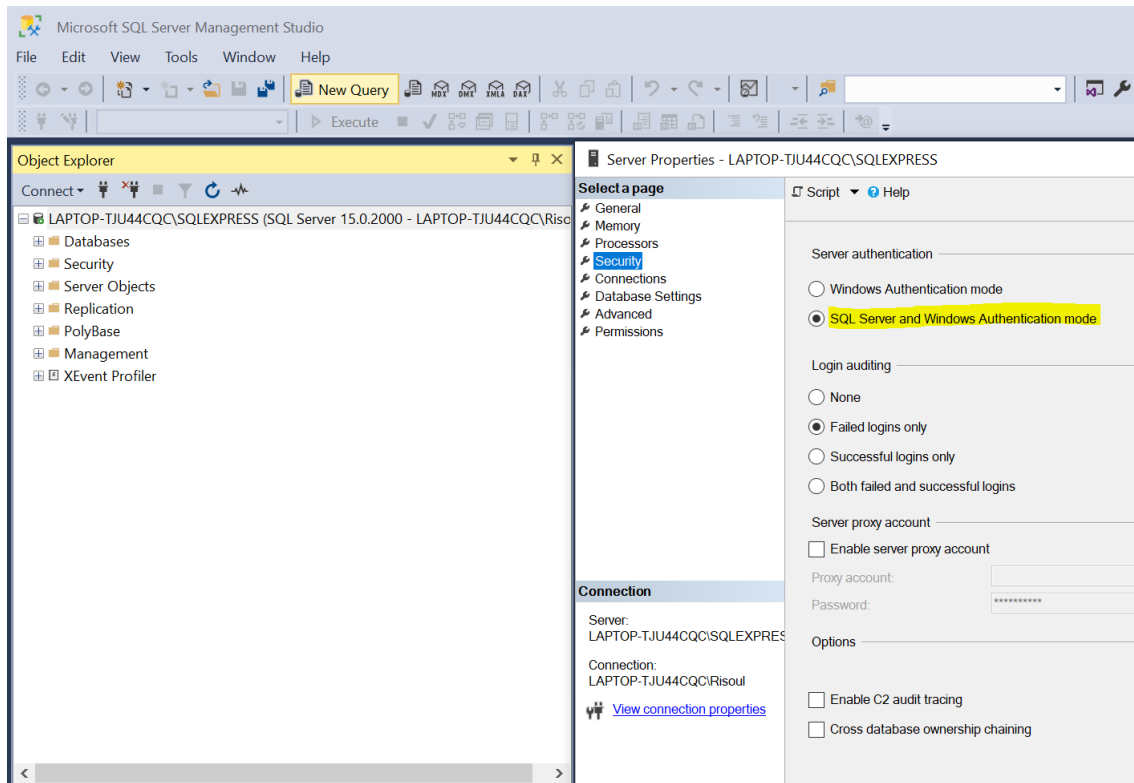 Microsoft SQL Server Management Studio
File Edit View Tools Window Help
New Query MDX DMX XMLA DAX
Execute
Object Explorer
Connect
LAPTOP-TJU44CQC\SQLEXPRESS (SQL Server 15.0.2000 - LAPTOP-TJU44CQC\Riso
Databases
Security
Server Objects
Replication
PolyBase
Management
XEvent Profiler
Server Properties - LAPTOP-TJU44CQC\SQLEXPRESS
Select a page
General
Memory
Processors
Security
Connections
Database Settings
Advanced
Permissions
Connection
Server:
LAPTOP-TJU44CQC\SQLEXPRES
Connection:
LAPTOP-TJU44CQC\Risoul
View connection properties
Script Help
Server authentication
Windows Authentication mode
SQL Server and Windows Authentication mode
Login auditing
None
Failed logins only
Successful logins only
Both failed and successful logins
Server proxy account
Enable server proxy account
Proxy account:
Password: **********
Options
Enable C2 audit tracing
Cross database ownership chaining